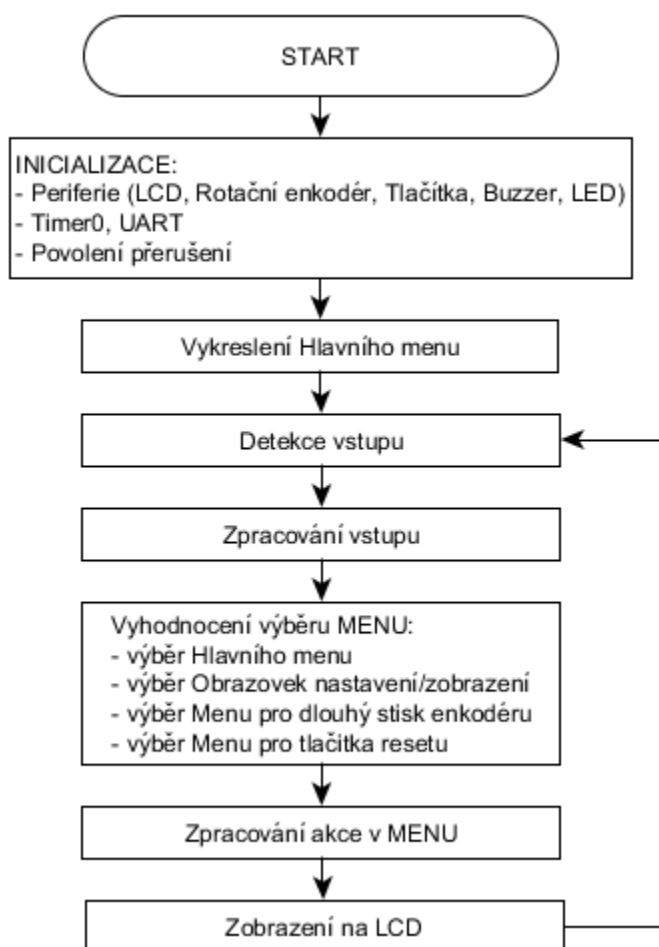 START
INICIALIZACE:
- Periferie (LCD, Rotační enkodér, Tlačítka, Buzzer, LED)
- Timer0, UART
- Povolení přerušení
Vykreslení Hlavního menu
Detekce vstupu
Zpracování vstupu
Vyhodnocení výběru MENU:
- výběr Hlavního menu
- výběr Obrazovek nastavení/zobrazení
- výběr Menu pro dlouhý stisk enkodéru
- výběr Menu pro tlačitka resetu
Zpracování akce v MENU
Zobrazení na LCD